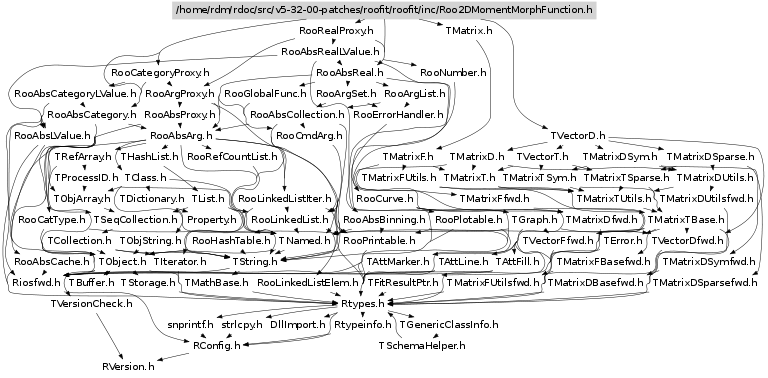 /home/rdm/rdoc/src/v5-32-00-patches/roofit/roofit/inc/Roo2DMomentMorphFunction.h
RooRealProxy.h TMatrix.h
RooAbsRealLValue.h
RooCategoryProxy.h RooAbsReal.h RooNumber.h
RooAbsCategoryLValue.h RooArgProxy.h RooGlobalFunc.h RooArgSet.h RooArgList.h
RooAbsCategory.h RooAbsProxy.h RooAbsCollection.h RooErrorHandler.h
RooAbsLValue.h RooAbsArg.h RooCmdArg.h TVectorD.h
TRefArray.h THashList.h RooRefCountList.h TMatrixF.h TMatrixD.h TVectorT.h TMatrixDSym.h TMatrixDSparse.h
TProcessID.h TClass.h TMatrixFUtils.h TMatrixT.h TMatrixTSym.h TMatrixTSparse.h TMatrixDUtils.h
TObjArray.h TDictionary.h TList.h RooLinkedListIter.h RooCurve.h TMatrixFfwd.h TMatrixTUtils.h TMatrixDUtilsfwd.h
RooCatType.h TSeqCollection.h Property.h RooLinkedList.h RooAbsBinning.h RooPlotable.h TGraph.h TMatrixDfwd.h TMatrixTBase.h
TCollection.h TObjString.h RooHashTable.h TNamed.h RooPrintable.h TVectorFfwd.h TError.h TVectorDfwd.h
RooAbsCache.h TObject.h TIterator.h TString.h TAttMarker.h TAttLine.h TAttFill.h TMatrixFBasefwd.h TMatrixDSymfwd.h
Riosfwd.h TBuffer.h TStorage.h TMathBase.h RooLinkedListElem.h TFitResultPtr.h TMatrixFUtilsfwd.h TMatrixDBasefwd.h TMatrixDSparsefwd.h
TVersionCheck.h Rtypes.h
snprintf.h strlcpy.h DllImport.h Rtypeinfo.h TGenericClassInfo.h
RConfig.h TSchemaHelper.h
RVersion.h